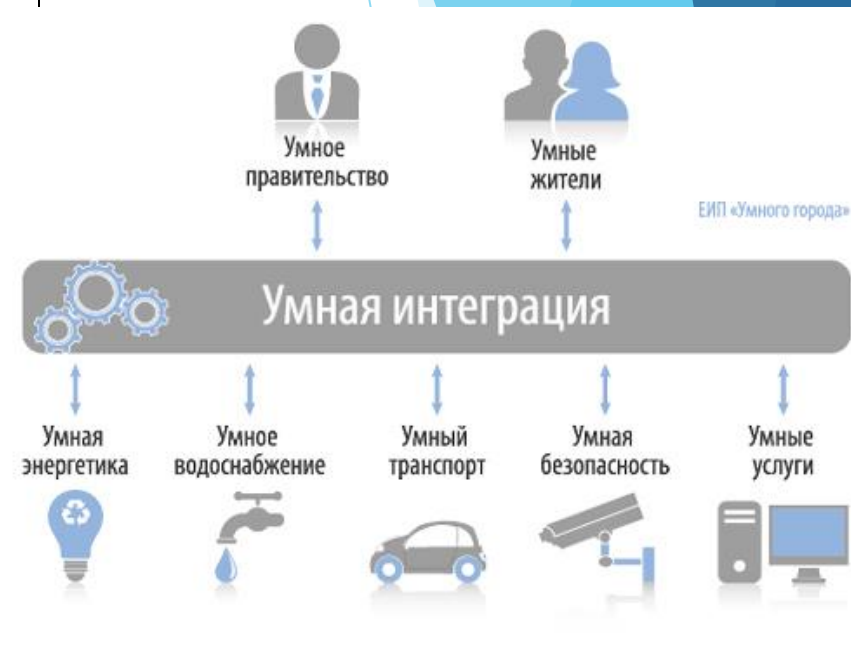 Умное
правительство
Умные
жители
ЕИП «Умного города»
Умная интеграция
Умная
энергетика
Умное
водоснабжение
Умный
транспорт
Умная
безопасность
Умные
услуги